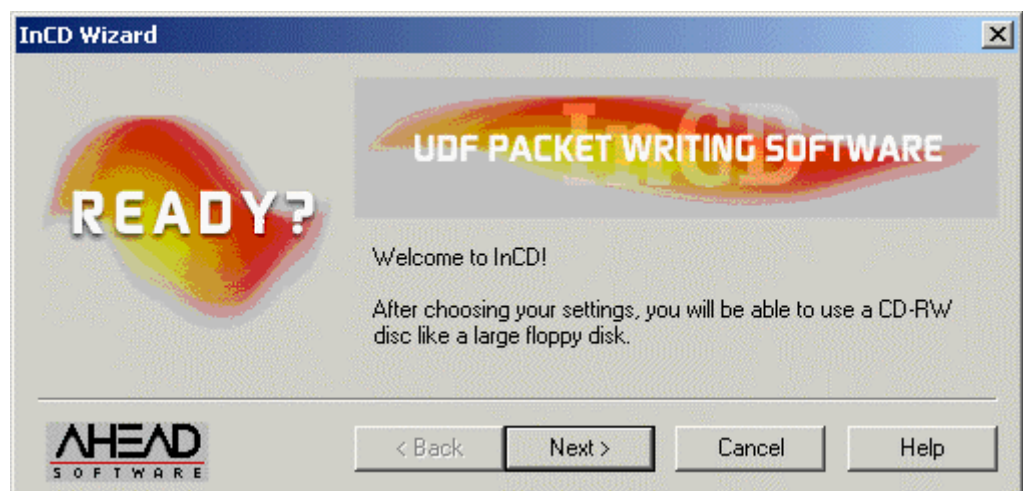 InCD Wizard
READY?
InCD
UDF PACKET WRITING SOFTWARE
Welcome to InCD!
After choosing your settings, you will be able to use a CD-RW
disc like a large floppy disk.
AHEAD
SOFTWARE
< Back
Next >
Cancel
Help